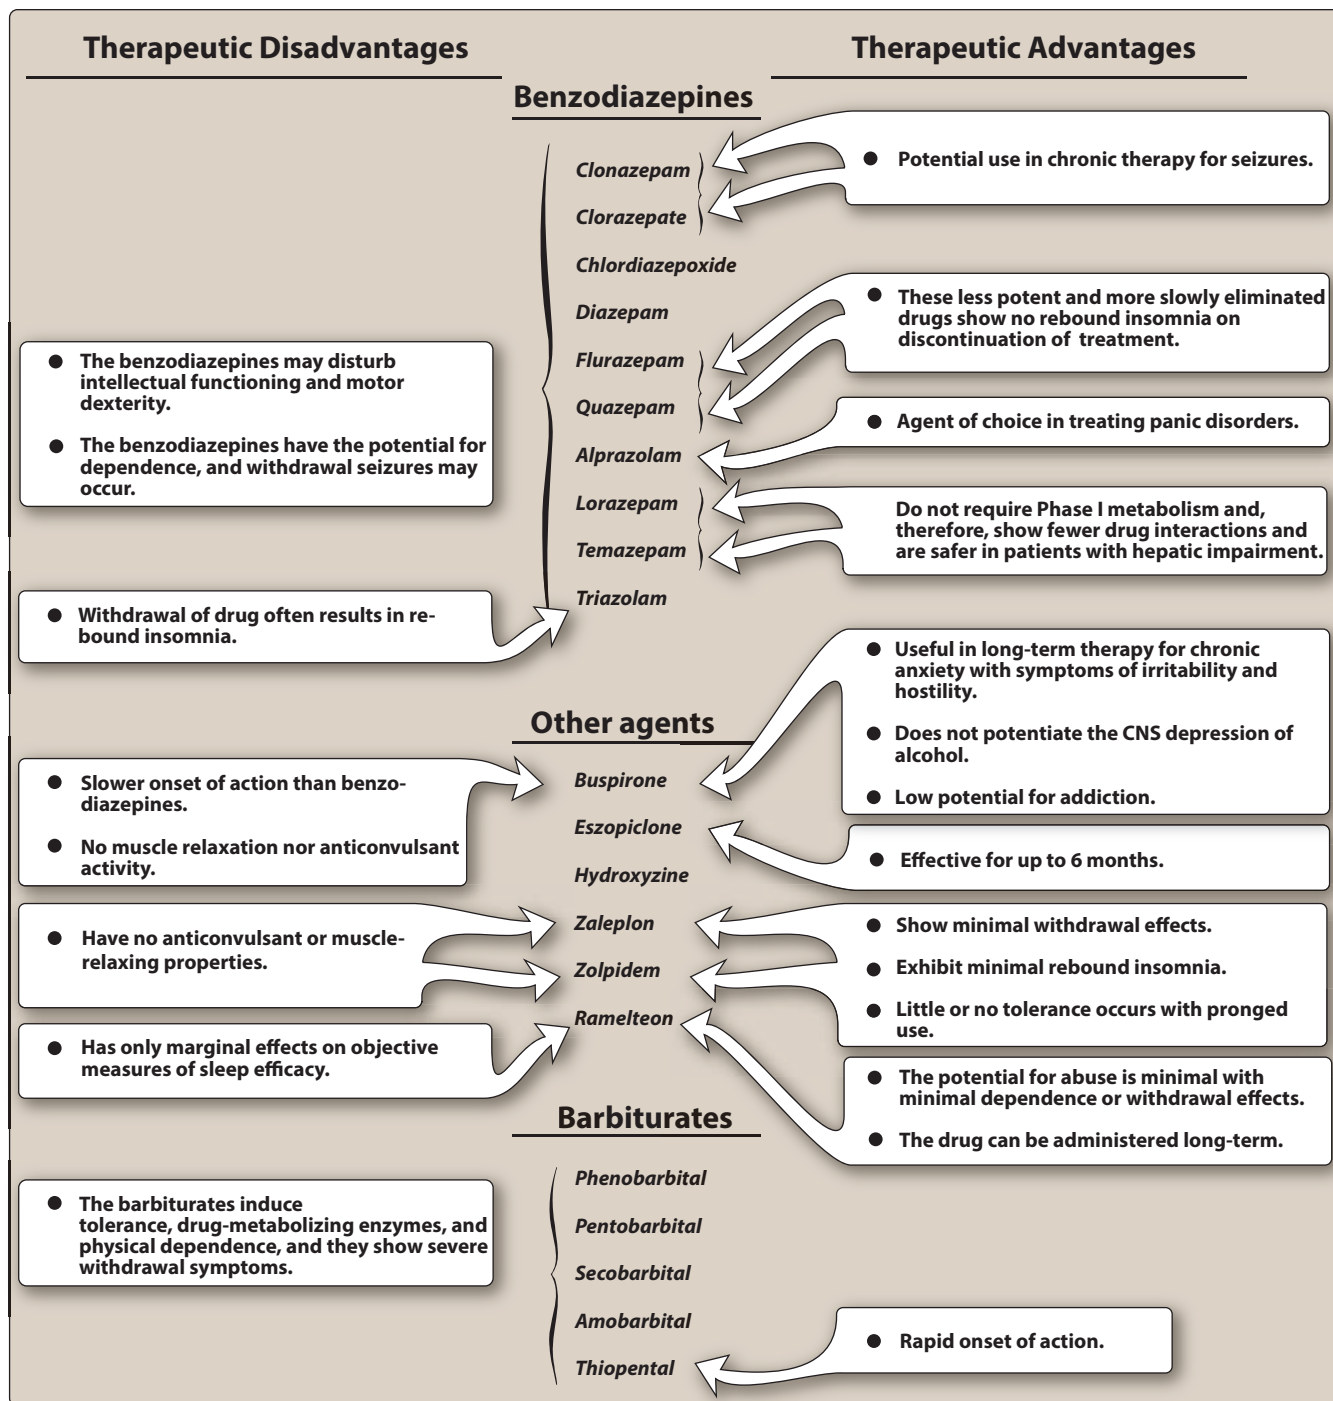 Therapeutic Disadvantages
Therapeutic Advantages
Benzodiazepines
Clonazepam
Clorazepate
Chlordiazepoxide
Diazepam
Flurazepam
Quazepam
Alprazolam
Lorazepam
Temazepam
Triazolam
● Potential use in chronic therapy for seizures.
● These less potent and more slowly eliminated
drugs show no rebound insomnia on
discontinuation of treatment.
● Agent of choice in treating panic disorders.
Do not require Phase I metabolism and,
therefore, show fewer drug interactions and
are safer in patients with hepatic impairment.
● The benzodiazepines may disturb
intellectual functioning and motor
dexterity.
● The benzodiazepines have the potential for
dependence, and withdrawal seizures may
occur.
● Withdrawal of drug often results in re-
bound insomnia.
Other agents
Buspirone
Eszopiclone
Hydroxyzine
Zaleplon
Zolpidem
Ramelteon
● Useful in long-term therapy for chronic
anxiety with symptoms of irritability and
hostility.
● Does not potentiate the CNS depression of
alcohol.
● Low potential for addiction.
● Effective for up to 6 months.
● Show minimal withdrawal effects.
● Exhibit minimal rebound insomnia.
● Little or no tolerance occurs with pronged
use.
● The potential for abuse is minimal with
minimal dependence or withdrawal effects.
● The drug can be administered long-term.
● Slower onset of action than benzo-
diazepines.
● No muscle relaxation nor anticonvulsant
activity.
● Have no anticonvulsant or muscle-
relaxing properties.
● Has only marginal effects on objective
measures of sleep efficacy.
Barbiturates
Phenobarbital
Pentobarbital
Secobarbital
Amobarbital
Thiopental
● The barbiturates induce
tolerance, drug-metabolizing enzymes, and
physical dependence, and they show severe
withdrawal symptoms.
● Rapid onset of action.